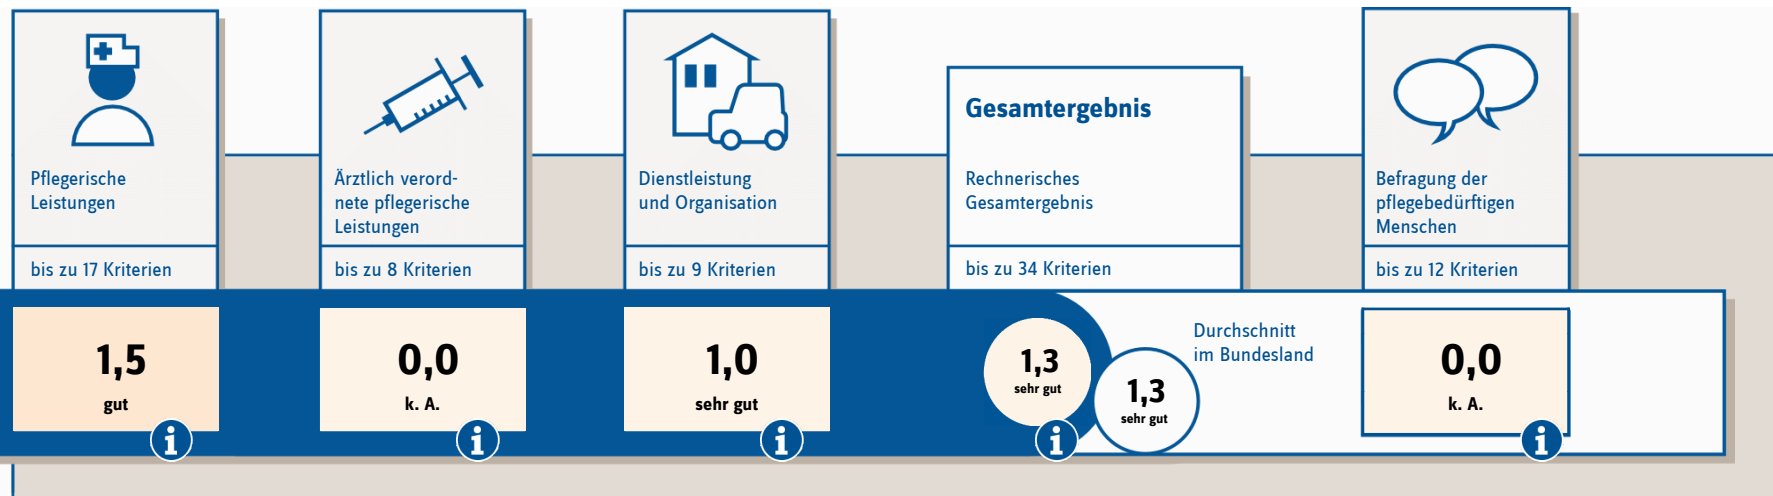 Pflegerische
Leistungen
bis zu 17 Kriterien
1,5
gut
i
Ärztlich verord-
nete pflegerische
Leistungen
bis zu 8 Kriterien
0,0
k. A.
i
Dienstleistung
und Organisation
bis zu 9 Kriterien
1,0
sehr gut
i
Gesamtergebnis
Rechnerisches
Gesamtergebnis
bis zu 34 Kriterien
1,3
sehr gut
i
Durchschnitt
im Bundesland
1,3
sehr gut
Befragung der
pflegebedürftigen
Menschen
bis zu 12 Kriterien
0,0
k. A.
i